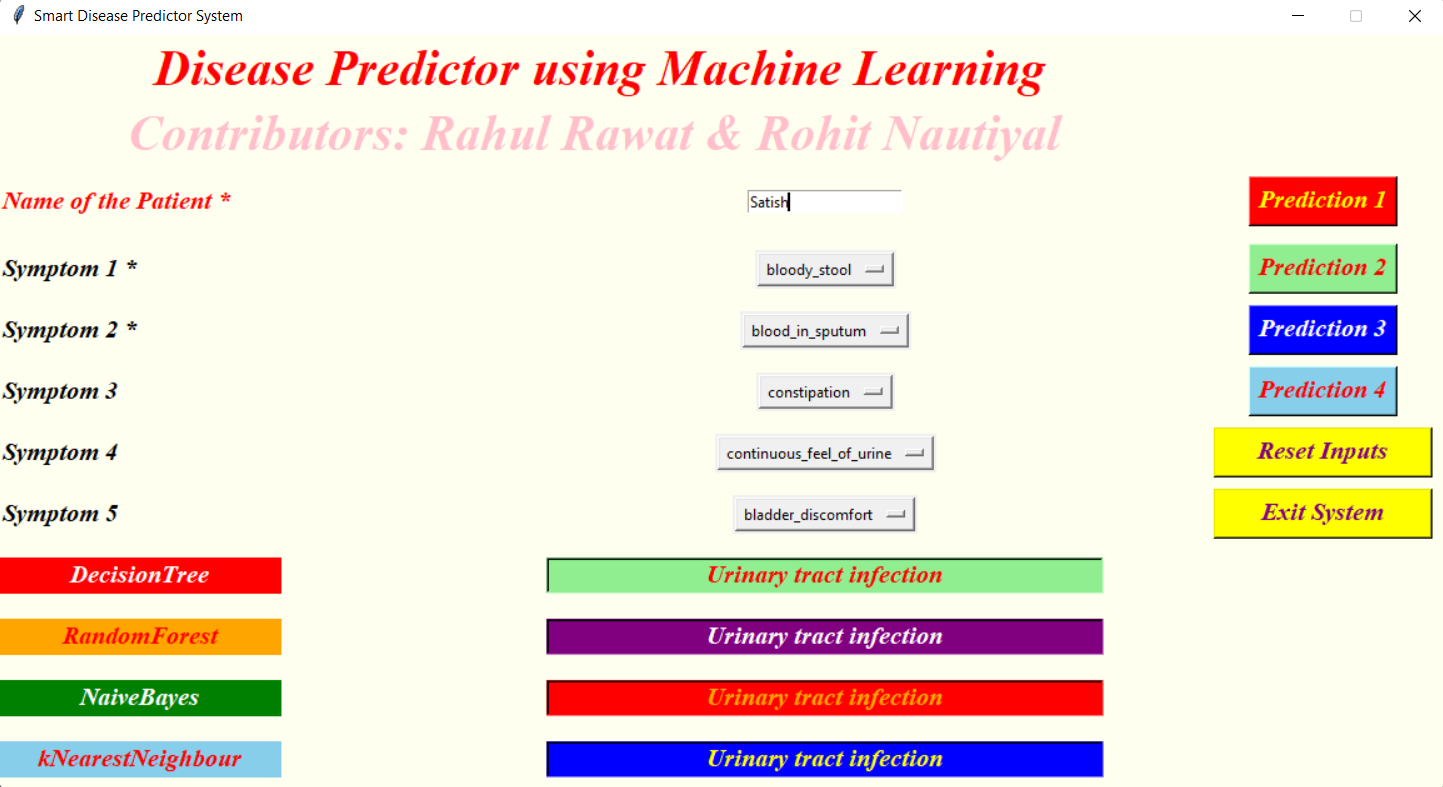 Smart Disease Predictor System
Disease Predictor using Machine Learning
Contributors: Rahul Rawat & Rohit Nautiyal
Name of the Patient * Satish Prediction 1
Symptom 1 * bloody_stool Prediction 2
Symptom 2 * blood_in_sputum Prediction 3
Symptom 3 constipation Prediction 4
Symptom 4 continuous_feel_of_urine Reset Inputs
Symptom 5 bladder_discomfort Exit System
DecisionTree Urinary tract infection
RandomForest Urinary tract infection
NaiveBayes Urinary tract infection
kNearestNeighbour Urinary tract infection